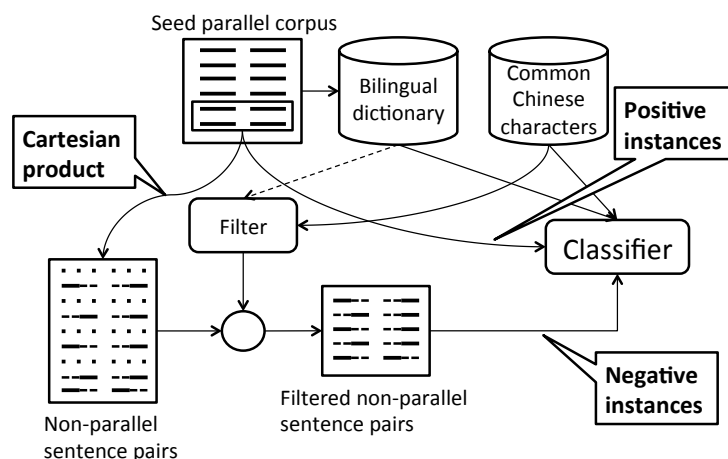 Seed parallel corpus
Bilingual
dictionary
Common
Chinese
characters
Positive
instances
Cartesian
product
Filter
Classifier
Non-parallel
sentence pairs
Filtered non-parallel
sentence pairs
Negative
instances